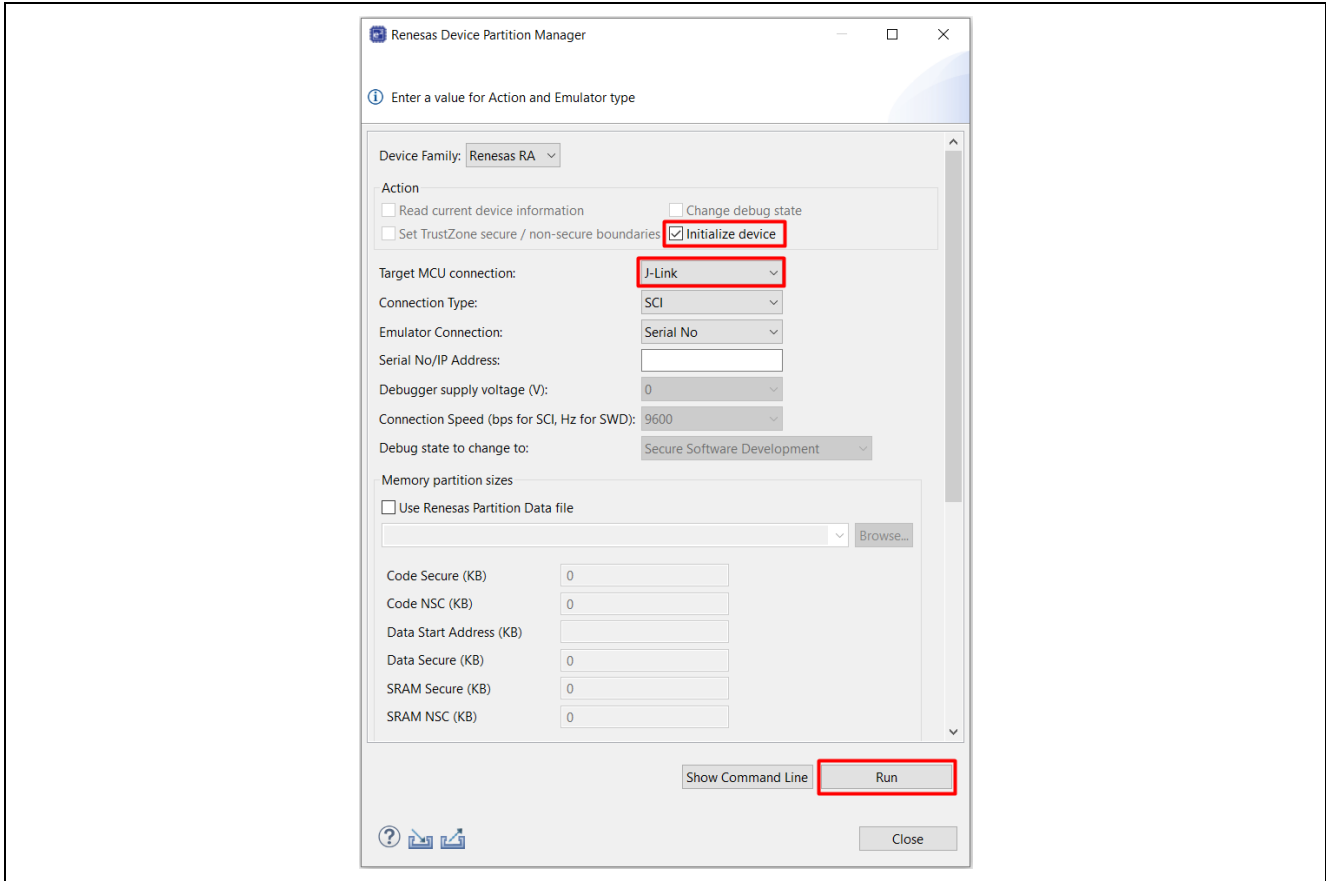 Renesas Device Partition Manager
Enter a value for Action and Emulator type
Device Family: Renesas RA
Action
Read current device information Change debug state
Set TrustZone secure / non-secure boundaries Initialize device
Target MCU connection: J-Link
Connection Type: SCI
Emulator Connection: Serial No
Serial No/IP Address:
Debugger supply voltage (V): 0
Connection Speed (bps for SCI, Hz for SWD): 9600
Debug state to change to: Secure Software Development
Memory partition sizes
Use Renesas Partition Data file
Browse...
Code Secure (KB) 0
Code NSC (KB) 0
Data Start Address (KB)
Data Secure (KB) 0
SRAM Secure (KB) 0
SRAM NSC (KB) 0
Show Command Line Run
Close